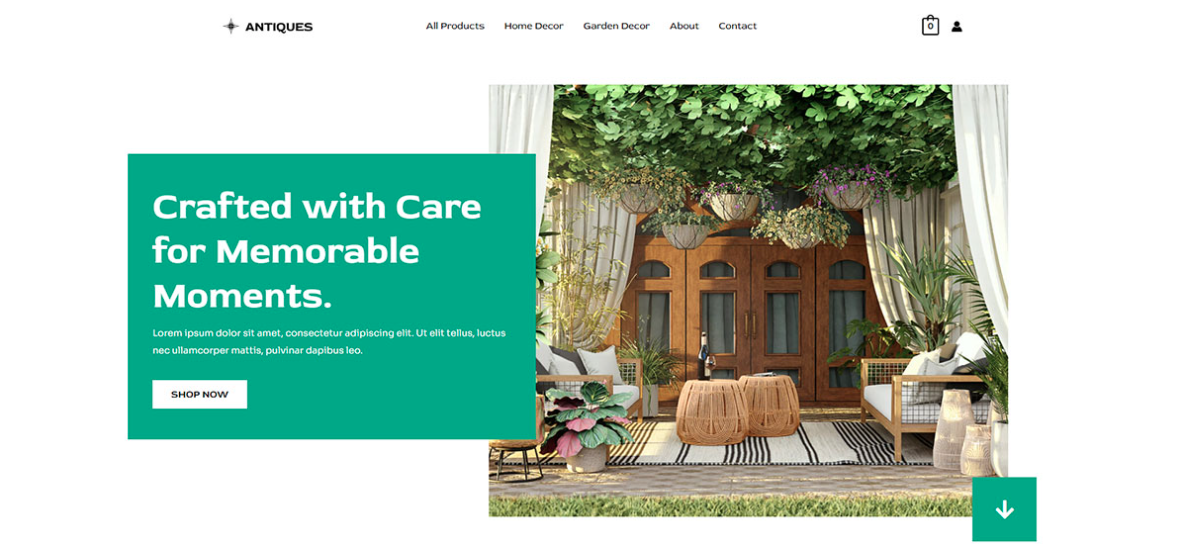 ANTIQUES
All Products Home Decor Garden Decor About Contact
0
Crafted with Care
for Memorable
Moments.
Lorem ipsum dolor sit amet, consectetur adipiscing elit. Ut elit tellus, luctus
nec ullamcorper mattis, pulvinar dapibus leo.
SHOP NOW